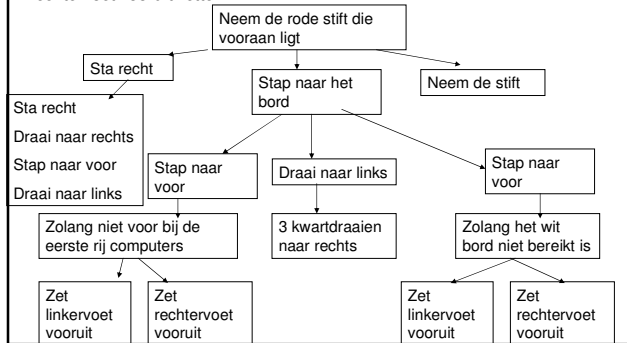 Neem de rode stift die
vooraan ligt
Sta recht
Stap naar het
bord
Neem de stift
Sta recht
Draai naar rechts
Stap naar voor
Draai naar links
Stap naar
voor
Draai naar links
Stap naar
voor
Zolang niet voor bij de
eerste rij computers
3 kwartdraaien
naar rechts
Zolang het wit
bord niet bereikt is
Zet
linkervoet
vooruit
Zet
rechtervoet
vooruit
Zet
linkervoet
vooruit
Zet
rechtervoet
vooruit